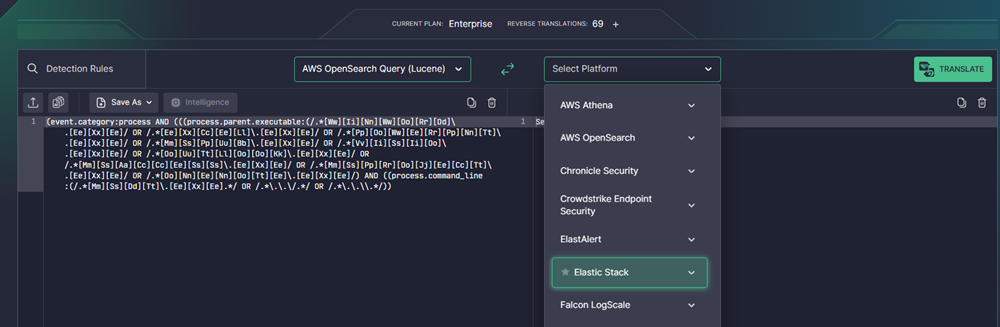 CURRENT PLAN: Enterprise REVERSE TRANSLATIONS: 69 +
Detection Rules
AWS OpenSearch Query (Lucene)
Select Platform
TRANSLATE
Save As
Intelligence
1 (event.category:process AND (((process.parent.executable:(/.*[Ww][Ii][Nn][Ww][Oo][Rr][Dd]\
.[Ee][Xx][Ee]/ OR /.*[Ee][Xx][Cc][Ee][Ll]\.[Ee][Xx][Ee]/ OR /.*[Pp][Oo][Ww][Ee][Rr][Pp][Nn][Tt]\
.[Ee][Xx][Ee]/ OR /.*[Mm][Ss][Pp][Uu][Bb]\.[Ee][Xx][Ee]/ OR /.*[Vv][Ii][Ss][Ii][Oo]\
.[Ee][Xx][Ee]/ OR /.*[Oo][Uu][Tt][Ll][Oo][Oo][Kk]\.[Ee][Xx][Ee]/ OR
/.*[Mm][Ss][Aa][Cc][Cc][Ee][Ss][Ss]\.[Ee][Xx][Ee]/ OR /.*[Mm][Ss][Pp][Rr][Oo][Jj][Ee][Cc][Tt]\
.[Ee][Xx][Ee]/ OR /.*[Oo][Nn][Ee][Nn][Oo][Tt][Ee]\.[Ee][Xx][Ee]/) AND ((process.command_line
:(/.*[Mm][Ss][Dd][Tt]\.[Ee][Xx][Ee].*/ OR /.*\.\.\/.*/ OR /.*\.\.\\.*/))
1 Se
AWS Athena
AWS OpenSearch
Chronicle Security
Crowdstrike Endpoint
Security
ElastAlert
Elastic Stack
Falcon LogScale